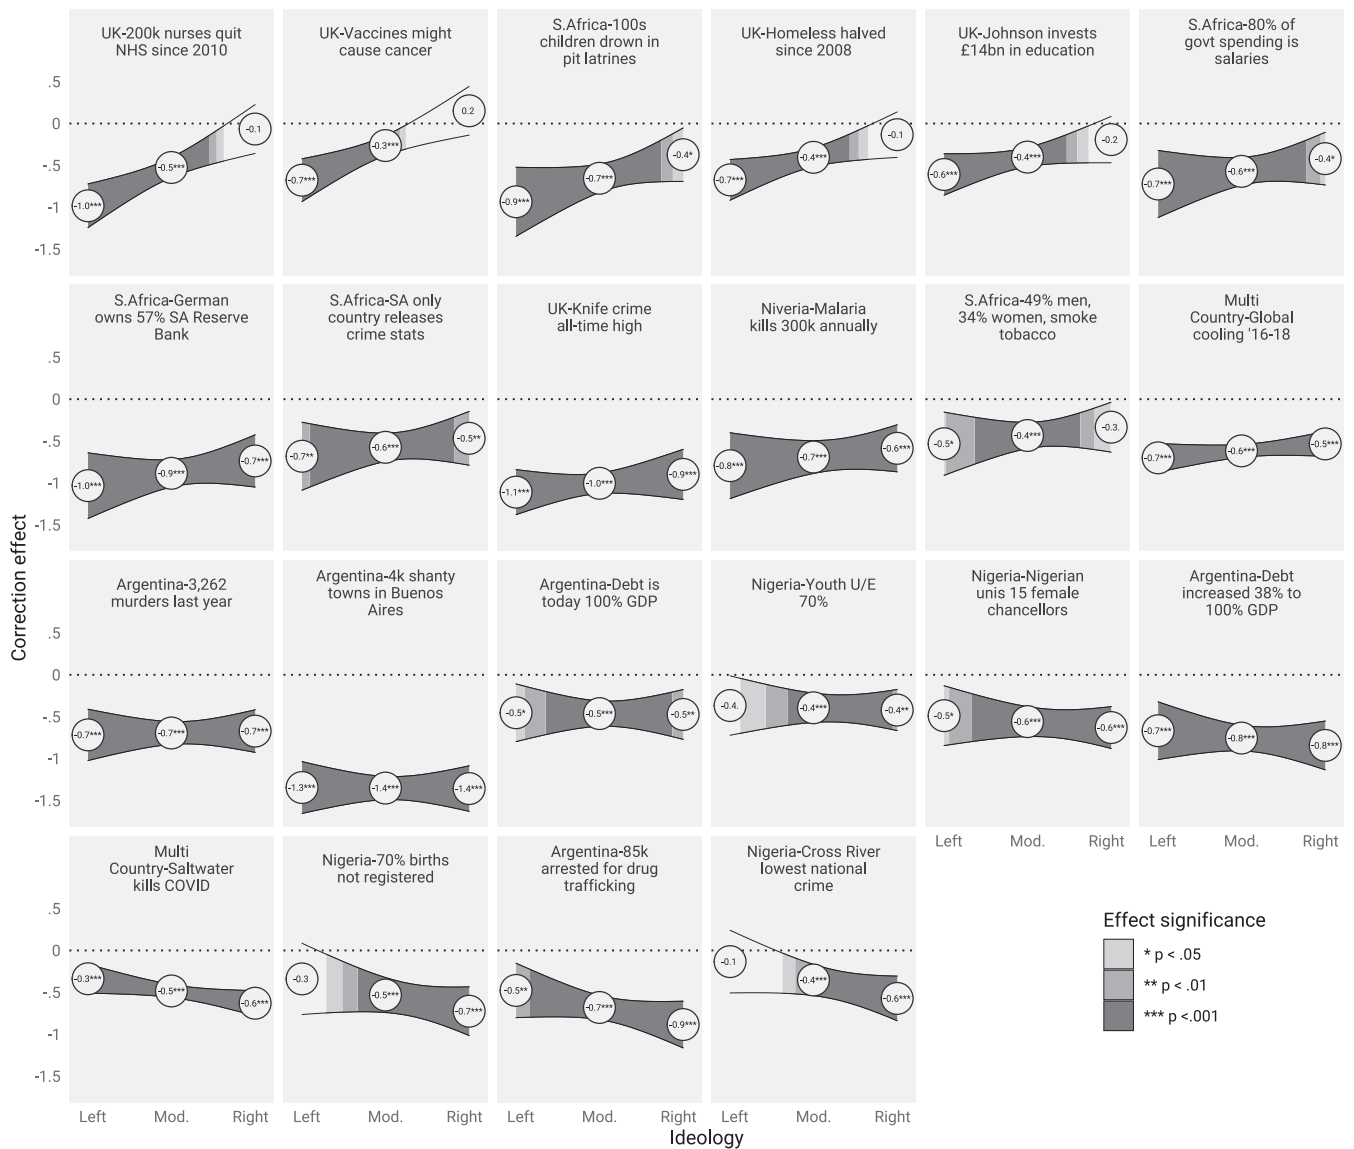 UK-200k nurses quit
NHS since 2010
UK-Vaccines might
cause cancer
S.Africa-100s
children drown in
pit latrines
UK-Homeless halved
since 2008
UK-Johnson invests
£14bn in education
S.Africa-80% of
govt spending is
salaries
.5
0
-.5
-1
-1.5
-1.0***
-0.5***
-0.1
-0.7***
-0.3***
0.2
-0.9***
-0.7***
-0.4*
-0.7***
-0.4***
-0.1
-0.6***
-0.4***
-0.2
-0.7***
-0.6***
-0.4*
S.Africa-German
owns 57% SA Reserve
Bank
S.Africa-SA only
country releases
crime stats
UK-Knife crime
all-time high
Niveria-Malaria
kills 300k annually
S.Africa-49% men,
34% women, smoke
tobacco
Multi
Country-Global
cooling '16-18
.5
0
-.5
-1
-1.5
-1.0***
-0.9***
-0.7***
-0.7**
-0.6***
-0.5**
-1.1***
-1.0***
-0.9***
-0.8***
-0.7***
-0.6***
-0.5*
-0.4***
-0.3.
-0.7***
-0.6***
-0.5***
Correction effect
Argentina-3,262
murders last year
Argentina-4k shanty
towns in Buenos
Aires
Argentina-Debt is
today 100% GDP
Nigeria-Youth U/E
70%
Nigeria-Nigerian
unis 15 female
chancellors
Argentina-Debt
increased 38% to
100% GDP
.5
0
-.5
-1
-1.5
-0.7***
-0.7***
-0.7***
-1.3***
-1.4***
-1.4***
-0.5*
-0.5***
-0.5**
-0.4.
-0.4***
-0.4**
-0.5*
-0.6***
-0.6***
-0.7***
-0.8***
-0.8***
Left Mod. Right
Left Mod. Right
Multi
Country-Saltwater
kills COVID
Nigeria-70% births
not registered
Argentina-85k
arrested for drug
trafficking
Nigeria-Cross River
lowest national
crime
.5
0
-.5
-1
-1.5
-0.3***
-0.5***
-0.6***
-0.3
-0.5***
-0.7***
-0.5**
-0.7***
-0.9***
-0.1
-0.4***
-0.6***
Left Mod. Right
Left Mod. Right
Left Mod. Right
Left Mod. Right
Ideology
Effect significance
* p < .05
** p < .01
*** p <.001